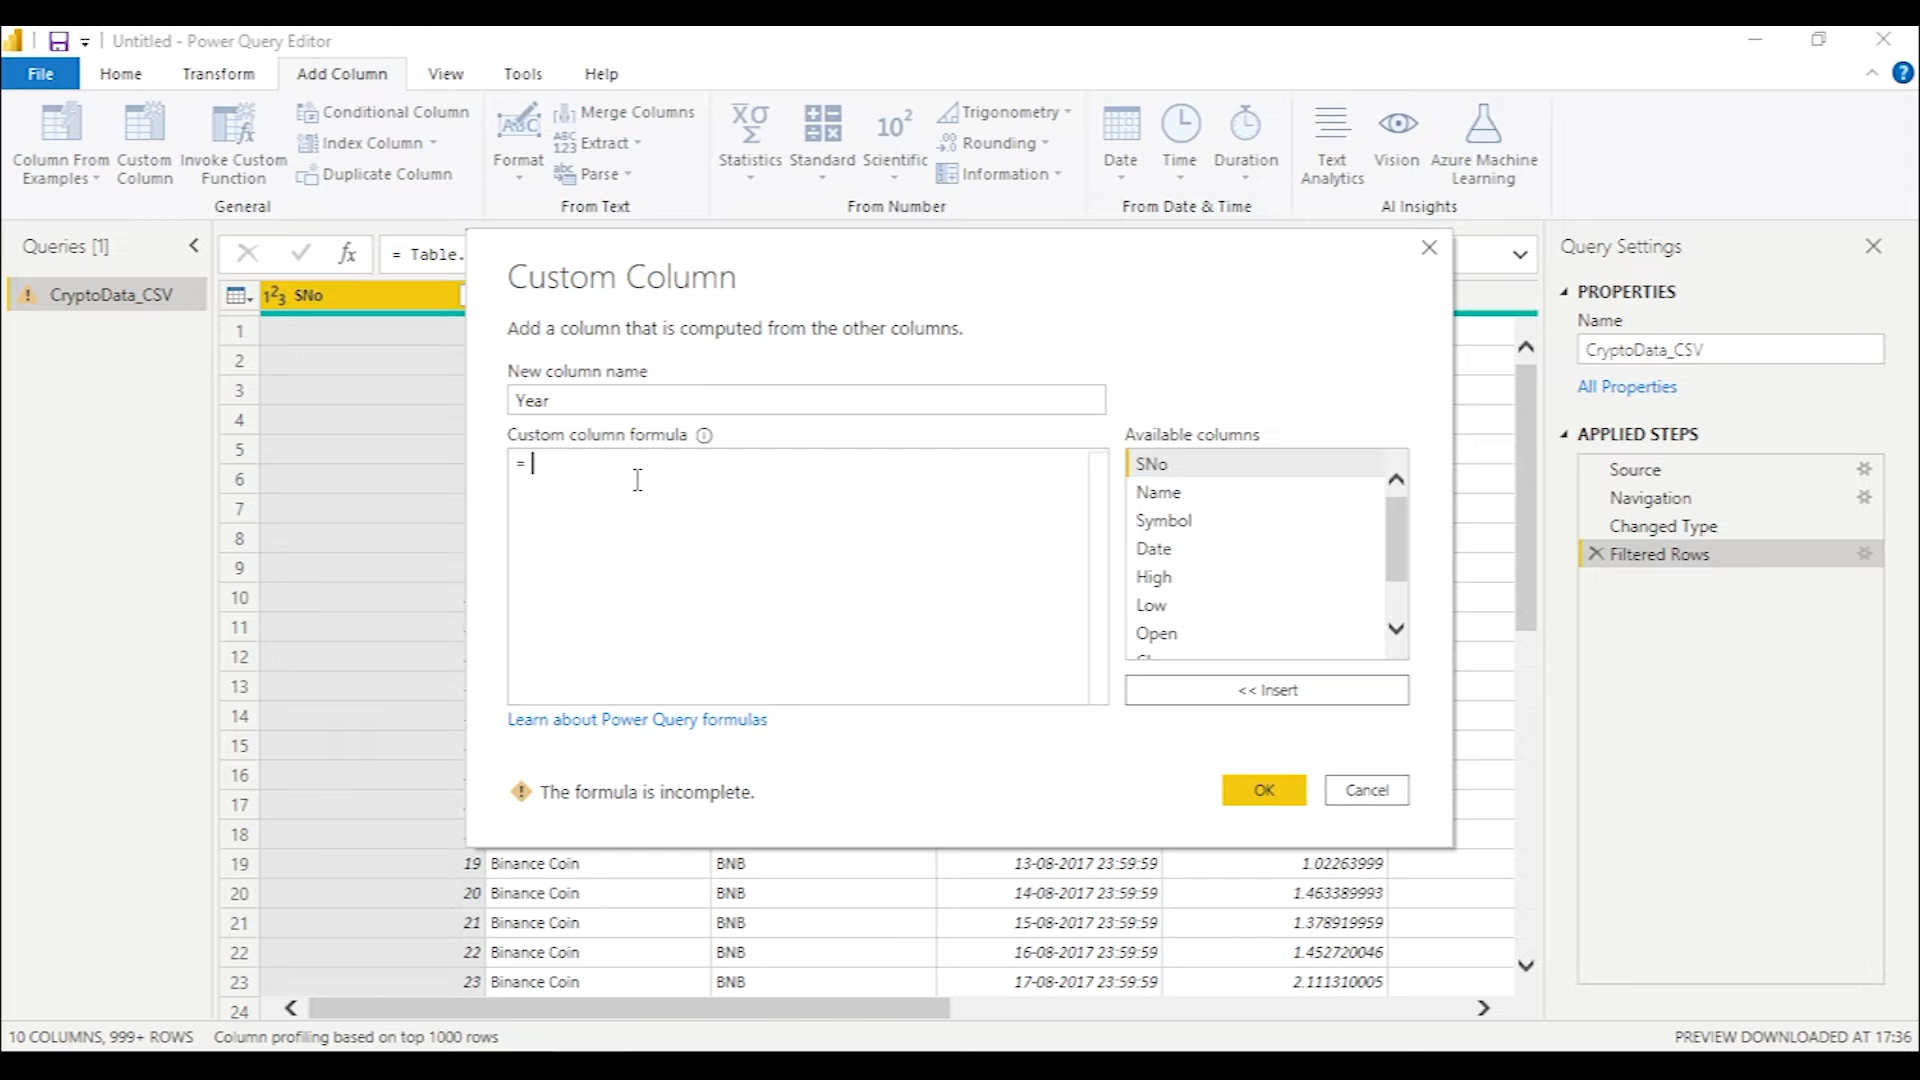 Untitled - Power Query Editor
File Home Transform Add Column View Tools Help
Column From Examples
Custom Column
Invoke Custom Function
Conditional Column
Index Column
Duplicate Column
General
Format
Merge Columns
Extract
Parse
From Text
Statistics
Standard
Scientific
Trigonometry
Rounding
Information
From Number
Date
Time
Duration
From Date & Time
Text Analytics
Vision
Azure Machine Learning
AI Insights
Queries [1]
CryptoData_CSV
= Table.
SNo
1
2
3
4
5
6
7
8
9
10
11
12
13
14
15
16
17
18
19 19 Binance Coin BNB 13-08-2017 23:59:59 1.02263999
20 20 Binance Coin BNB 14-08-2017 23:59:59 1.463389993
21 21 Binance Coin BNB 15-08-2017 23:59:59 1.378919959
22 22 Binance Coin BNB 16-08-2017 23:59:59 1.452720046
23 23 Binance Coin BNB 17-08-2017 23:59:59 2.111310005
24
Custom Column
Add a column that is computed from the other columns.
New column name
Year
Custom column formula
=
Available columns
SNo
Name
Symbol
Date
High
Low
Open
<< Insert
Learn about Power Query formulas
The formula is incomplete.
OK
Cancel
Query Settings
PROPERTIES
Name
CryptoData_CSV
All Properties
APPLIED STEPS
Source
Navigation
Changed Type
Filtered Rows
10 COLUMNS, 999+ ROWS Column profiling based on top 1000 rows
PREVIEW DOWNLOADED AT 17:36